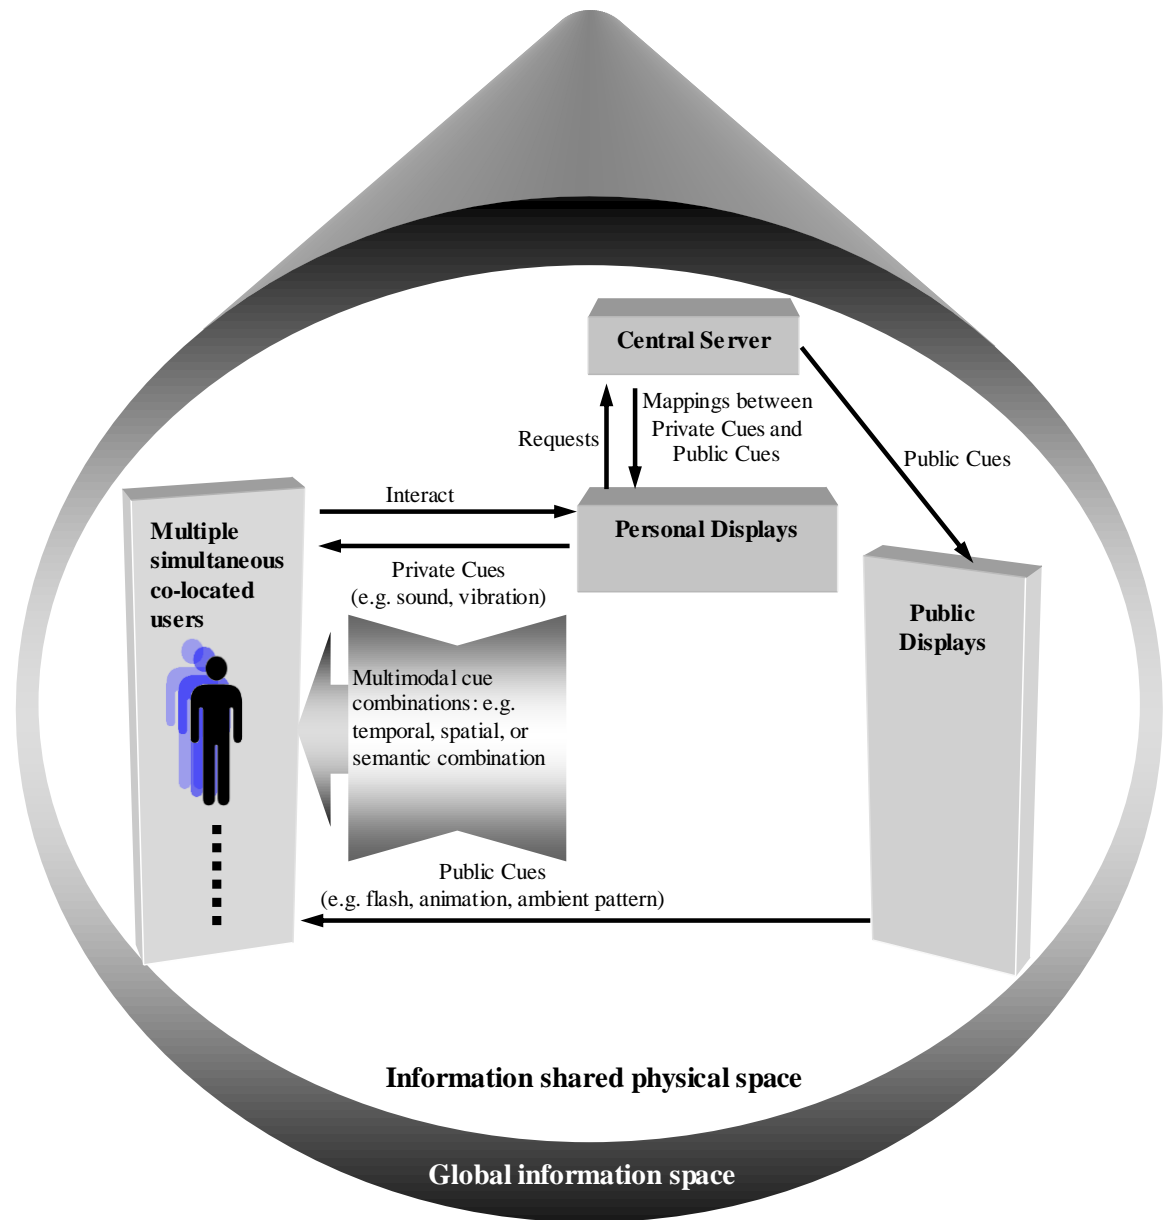 Central Server
Mappings between
Private Cues and
Public Cues
Requests
Public Cues
Interact
Personal Displays
Multiple
simultaneous
co-located
users
Private Cues
(e.g. sound, vibration)
Public
Displays
Multimodal cue
combinations: e.g.
temporal, spatial, or
semantic combination
Public Cues
(e.g. flash, animation, ambient pattern)
Information shared physical space
Global information space